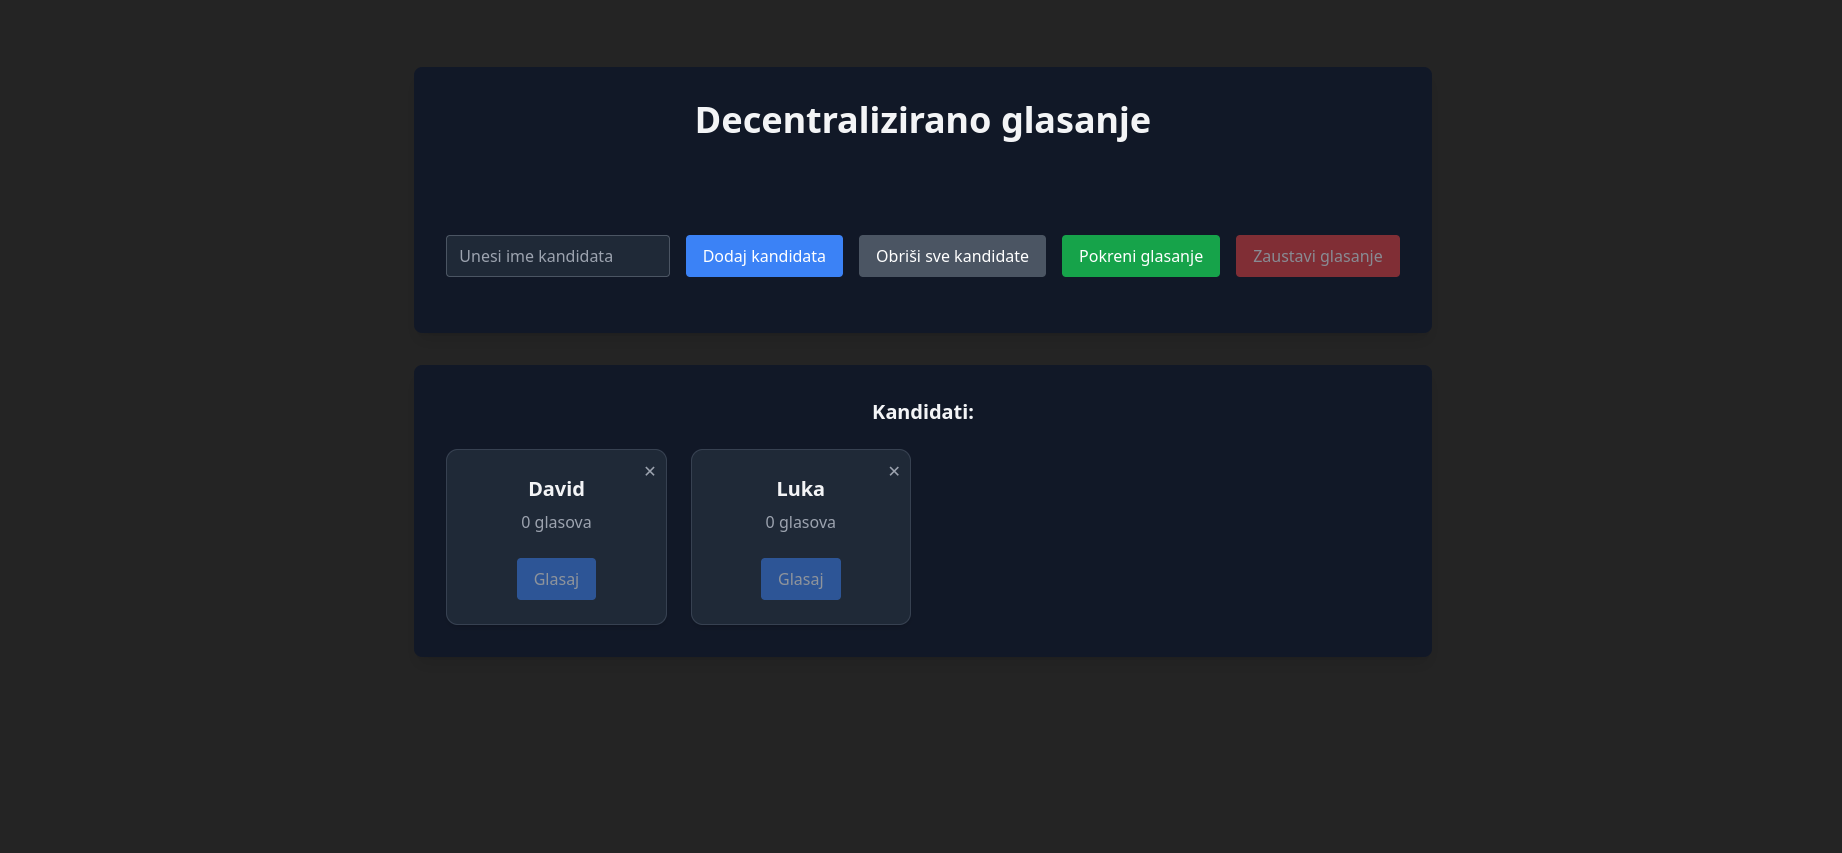 Decentralizirano glasanje
Unesi ime kandidata
Dodaj kandidata
Obriši sve kandidate
Pokreni glasanje
Zaustavi glasanje
Kandidati:
David
0 glasova
Glasaj
Luka
0 glasova
Glasaj